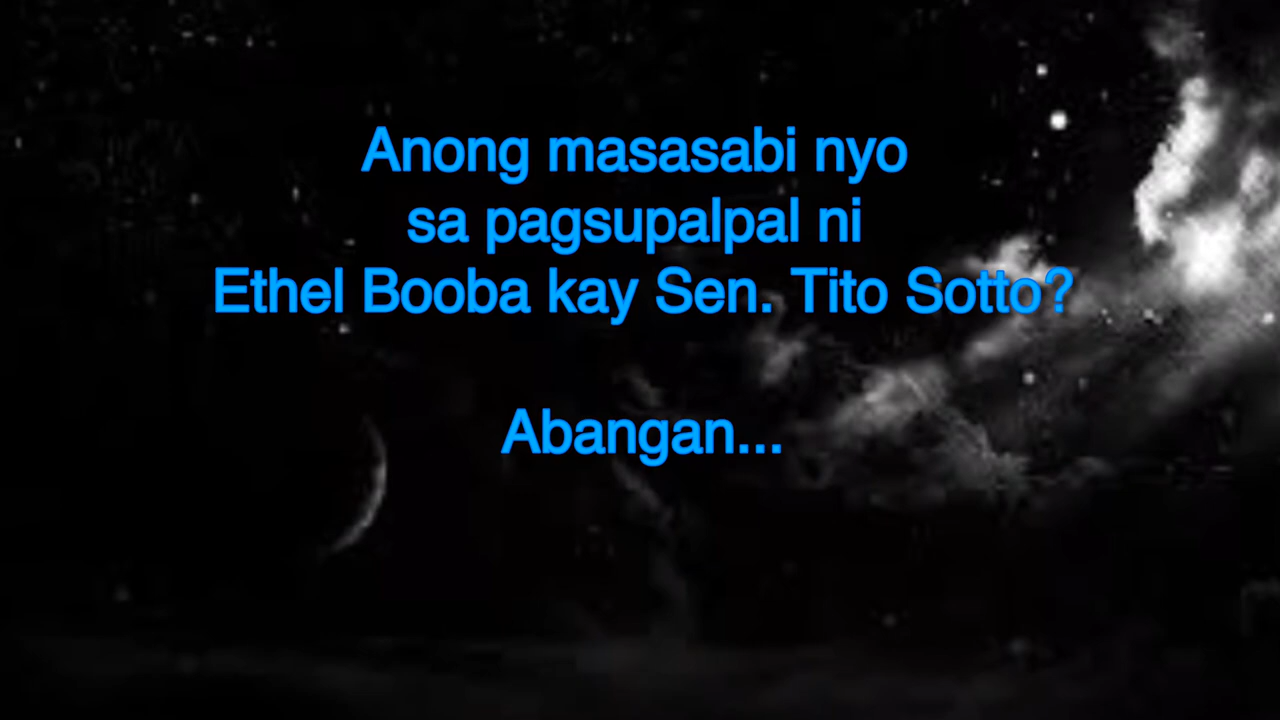 Anong masasabi nyo
sa pagsupalpal ni
Ethel Booba kay Sen. Tito Sotto?
Abangan...